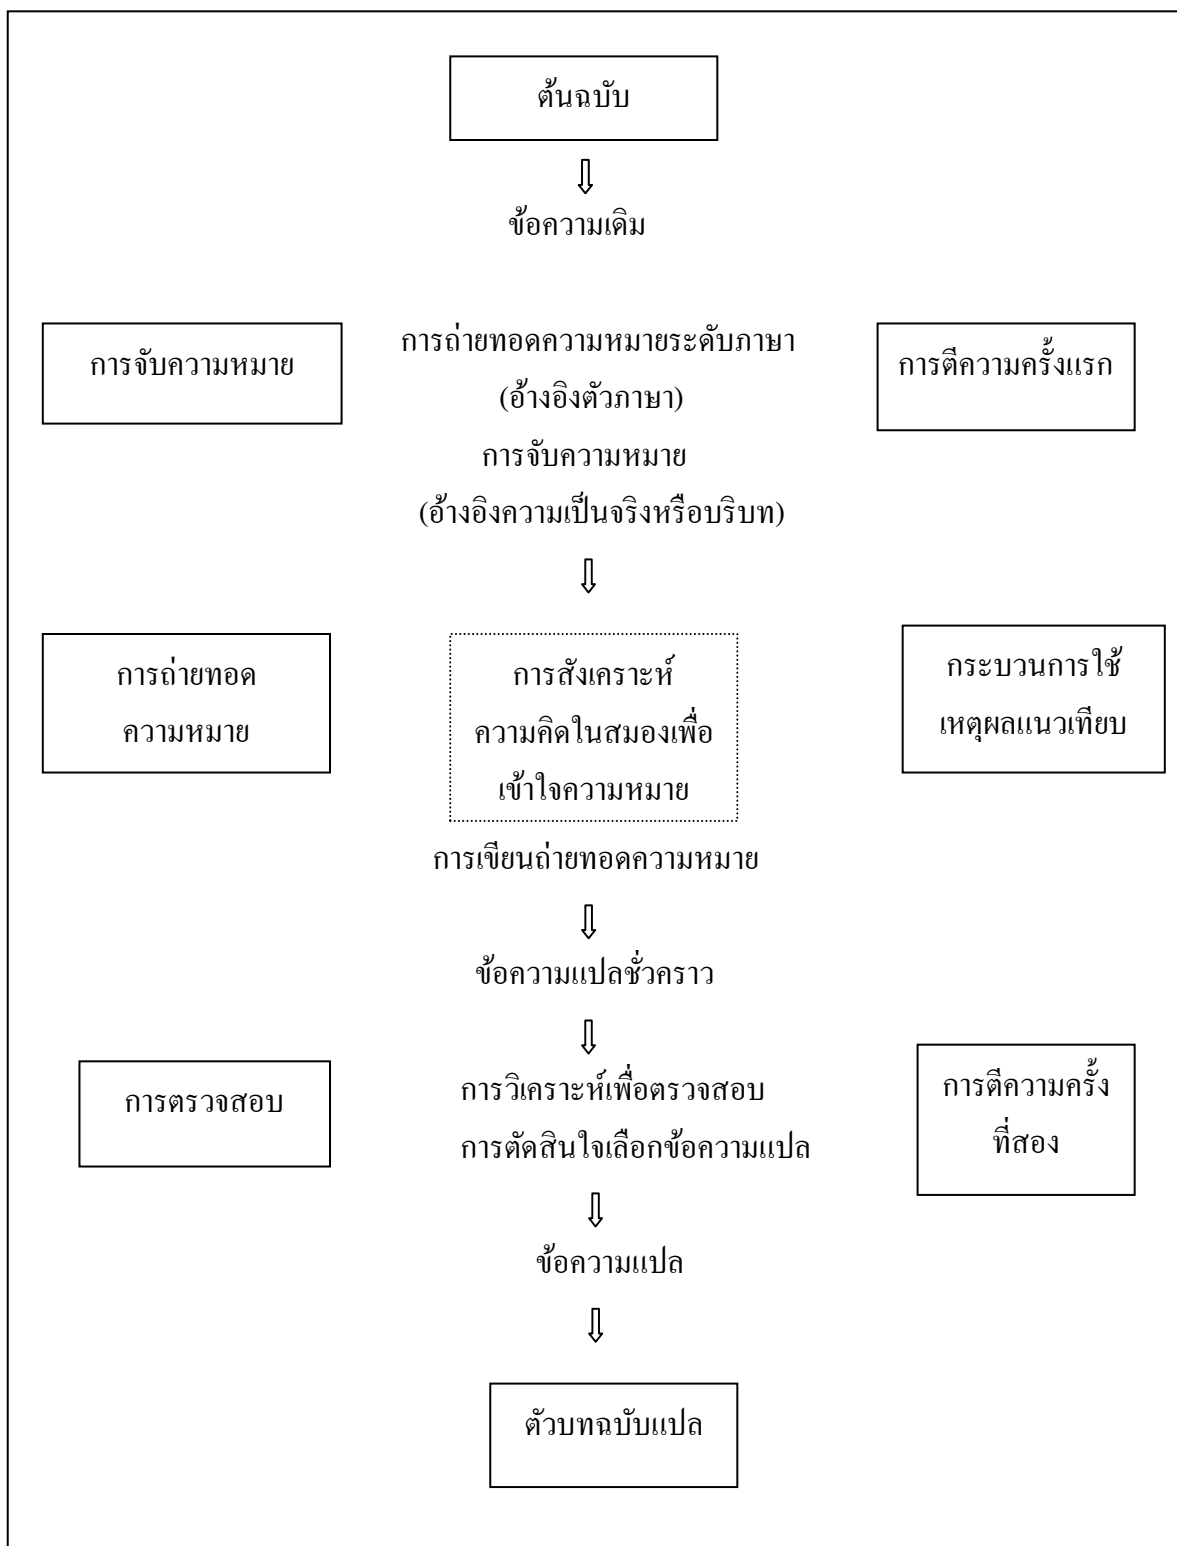 ต้นฉบับ
ข้อความเดิม
การจับความหมาย
การถ่ายทอดความหมายระดับภาษา
(อ้างอิงตัวภาษา)
การจับความหมาย
(อ้างอิงความเป็นจริงหรือบริบท)
การตีความครั้งแรก
การถ่ายทอด
ความหมาย
การสังเคราะห์
ความคิดในสมองเพื่อ
เข้าใจความหมาย
กระบวนการใช้
เหตุผลแนวเทียบ
การเขียนถ่ายทอดความหมาย
ข้อความแปลชั่วคราว
การตรวจสอบ
การวิเคราะห์เพื่อตรวจสอบ
การตัดสินใจเลือกข้อความแปล
การตีความครั้ง
ที่สอง
ข้อความแปล
ตัวบทฉบับแปล